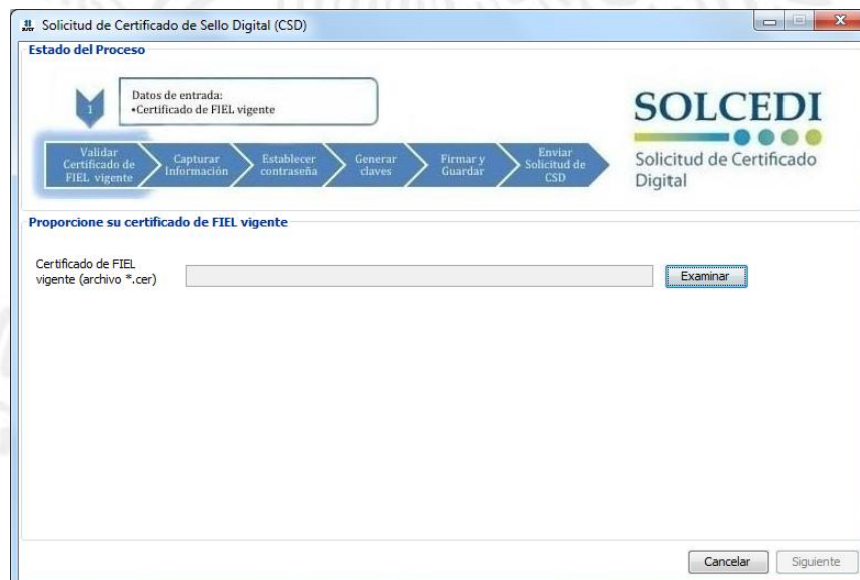 Solicitud de Certificado de Sello Digital (CSD)
Estado del Proceso
1
Datos de entrada:
•Certificado de FIEL vigente
Validar
Certificado de
FIEL vigente
Capturar
Información
Establecer
contraseña
Generar
claves
Firmar y
Guardar
Enviar
Solicitud de
CSD
SOLCEDI
Solicitud de Certificado
Digital
Proporcione su certificado de FIEL vigente
Certificado de FIEL
vigente (archivo *.cer)
Examinar
Cancelar
Siguiente